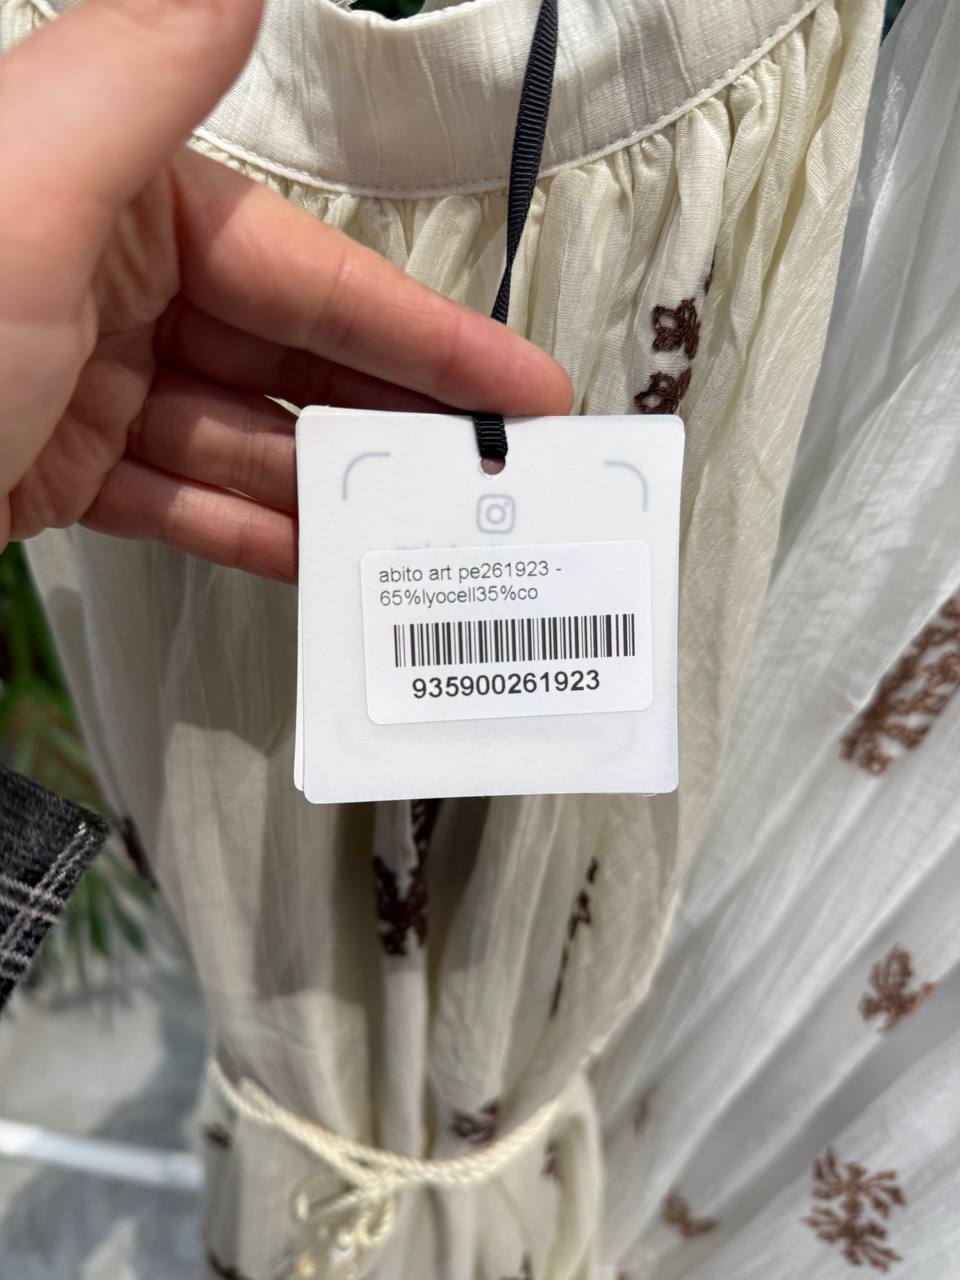 abito art pe261923 -
65%lyocell35%co
935900261923